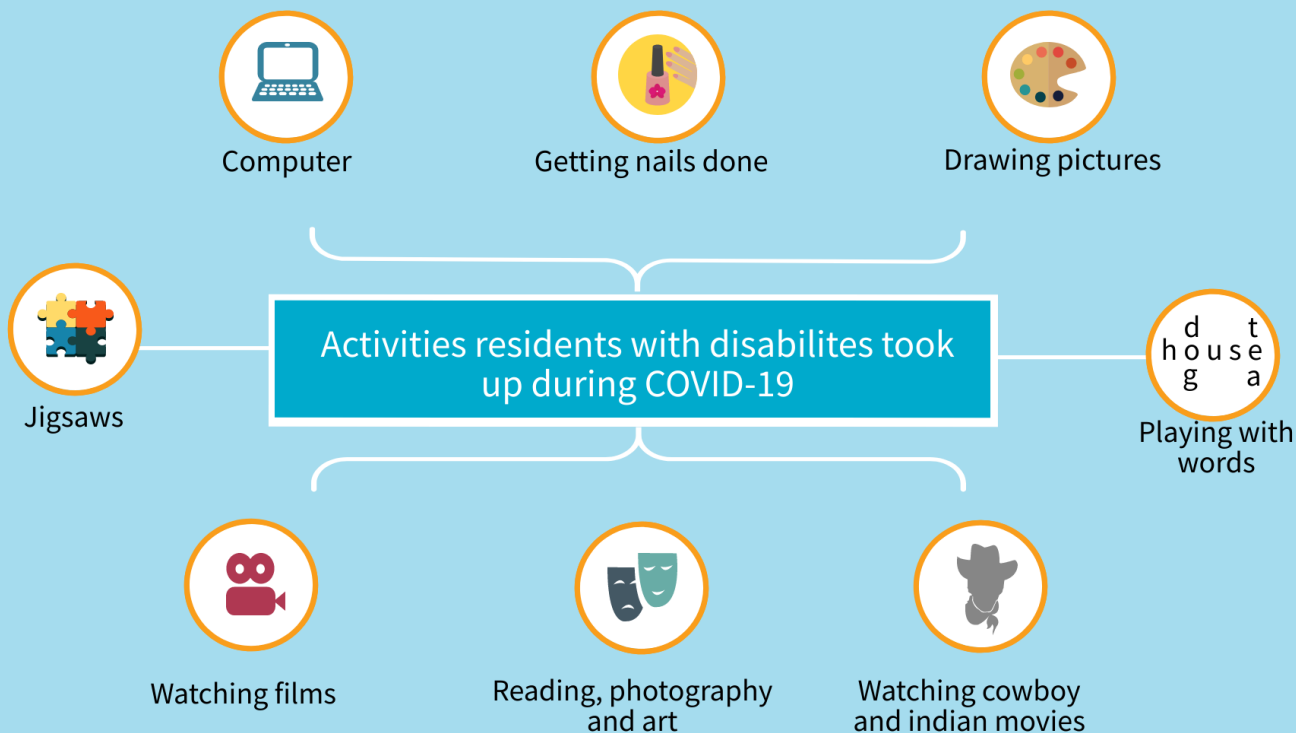 Computer
Getting nails done
Drawing pictures
Activities residents with disabilites took
up during COVID-19
Jigsaws
d t
house
g a
Playing with
words
Watching films
Reading, photography
and art
Watching cowboy
and indian movies